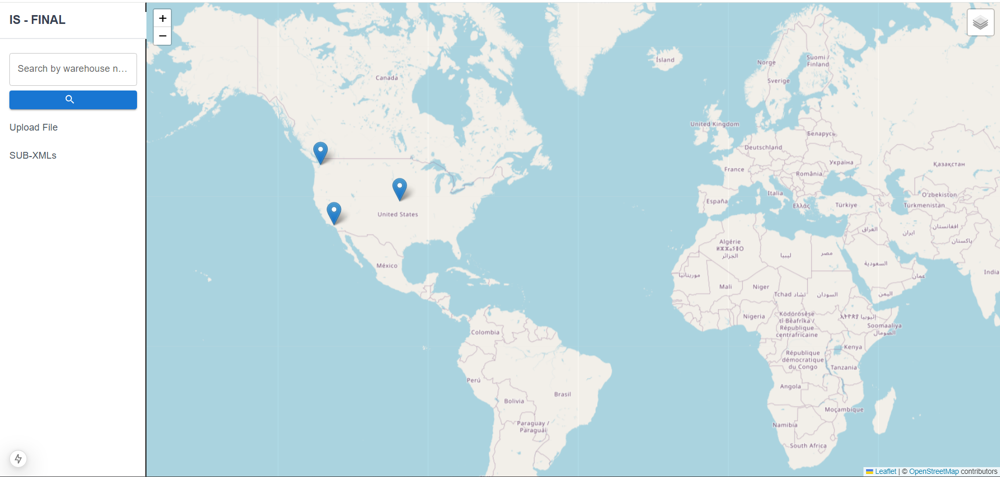 IS - FINAL
Search by warehouse n...
Upload File
SUB-XMLs
+
−
Canada
United States
México
Colombia
Perú
Brasil
Bolivia
Paraguay /
Paraguái
Ísland
Norge
Suomi /
Finland
Sverige
United Kingdom
Беларусь
Deutschland
Україна
France
România
Қазақстан
Italia
España
Ελλάς
Türkiye
O'zbekiston
Türkmenistan
العراق
ایران
افغانستان
پاکستان
Algérie
ⵍⵣⵣⴰⵢⴻⵔ
الجزائر
ليبيا
مصر
السعودية
عمان
India
موريتانيا
Mali
Niger
Tchad تشاد
السودان
اليمن
Nigeria
Ködörösêse
tî Bêafrîka /
République
centrafricaine
ኢትዮጵያ إثيوبيا
Soomaaliya
الصومال
Kenya
République
démocratique
du Congo
Tanzania
Angola
Moçambique
Namibia
South Africa
Leaflet | © OpenStreetMap contributors